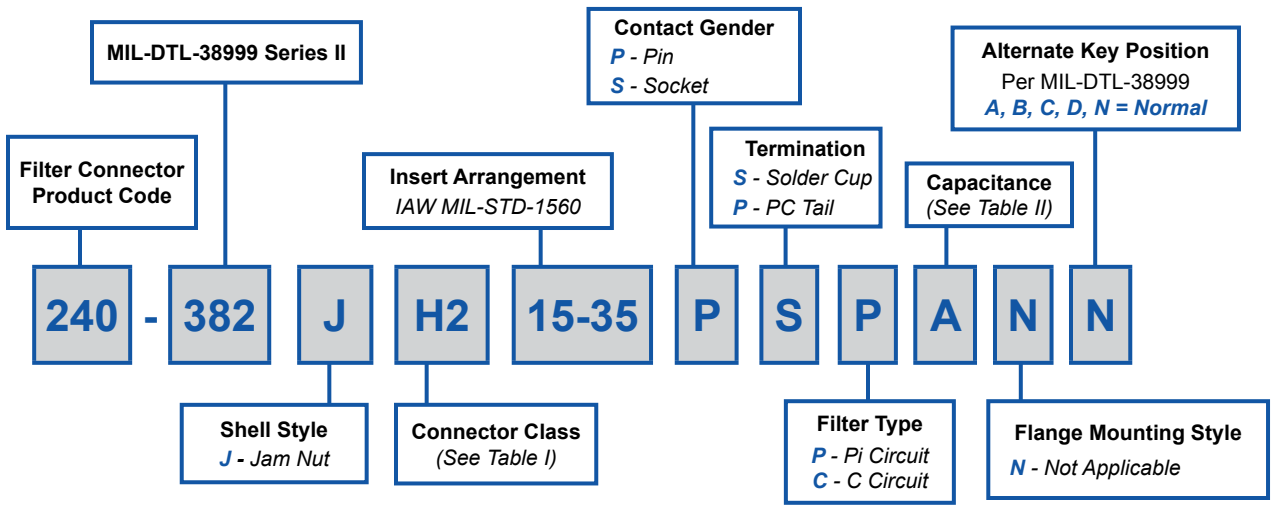 MIL-DTL-38999 Series II
Contact Gender
P - Pin
S - Socket
Alternate Key Position
Per MIL-DTL-38999
A, B, C, D, N = Normal
Filter Connector
Product Code
Insert Arrangement
IAW MIL-STD-1560
Termination
S - Solder Cup
P - PC Tail
Capacitance
(See Table II)
240 - 382 J H2 15-35 P S P A N N
Shell Style
J - Jam Nut
Connector Class
(See Table I)
Filter Type
P - Pi Circuit
C - C Circuit
Flange Mounting Style
N - Not Applicable